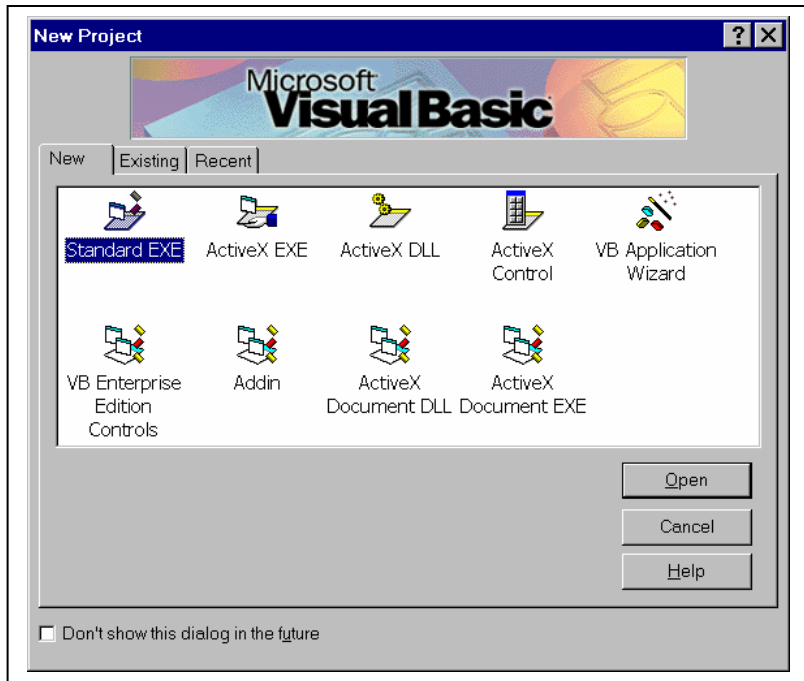 New Project
Microsoft
Visual Basic
New Existing Recent
Standard EXE ActiveX EXE ActiveX DLL ActiveX Control VB Application Wizard
VB Enterprise Edition Controls Addin ActiveX Document DLL ActiveX Document EXE
Open
Cancel
Help
Don't show this dialog in the future